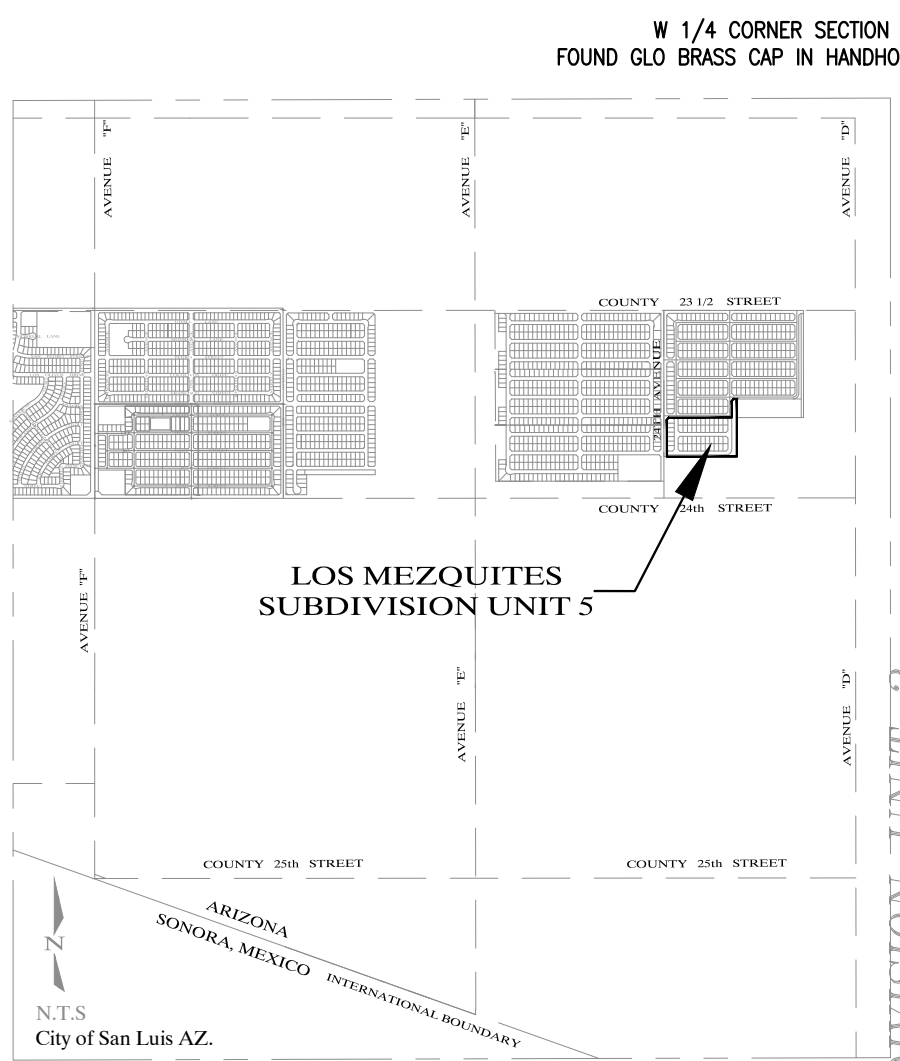 W 1/4 CORNER SECTION
FOUND GLO BRASS CAP IN HANDHO
AVENUE "F"
AVENUE "E"
AVENUE "D"
COUNTY 23 1/2 STREET
24TH AVENUE
COUNTY 24th STREET
LOS MEZQUITES
SUBDIVISION UNIT 5
AVENUE "F"
AVENUE "E"
AVENUE "D"
COUNTY 25th STREET
COUNTY 25th STREET
ARIZONA
SONORA, MEXICO
INTERNATIONAL BOUNDARY
N
N.T.S
City of San Luis AZ.